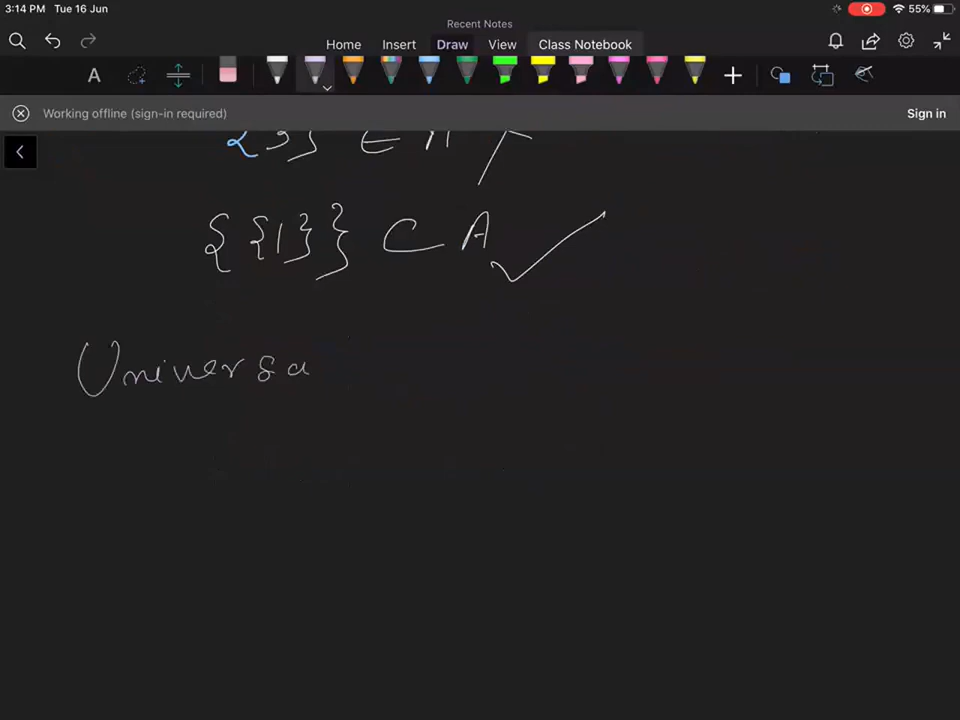 3:14 PM Tue 16 Jun
55%
Recent Notes
Home Insert Draw View Class Notebook
A
Working offline (sign-in required) Sign in
{{1}} ⊂ A ✓
Universa